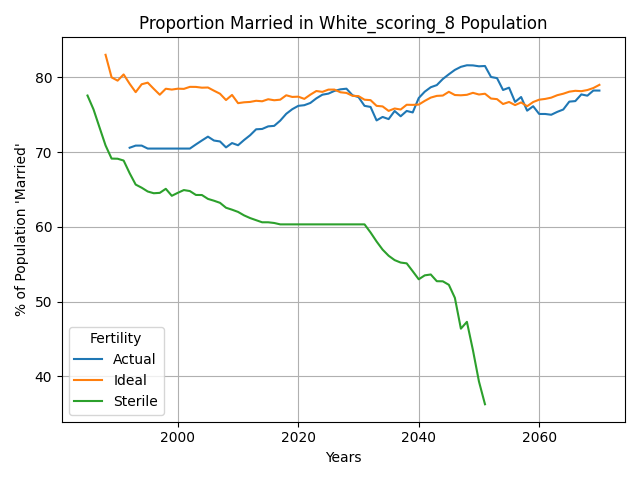 Proportion Married in White_scoring_8 Population
% of Population 'Married'
80
70
60
50
40
Fertility
Actual
Ideal
Sterile
2000
2020
2040
2060
Years